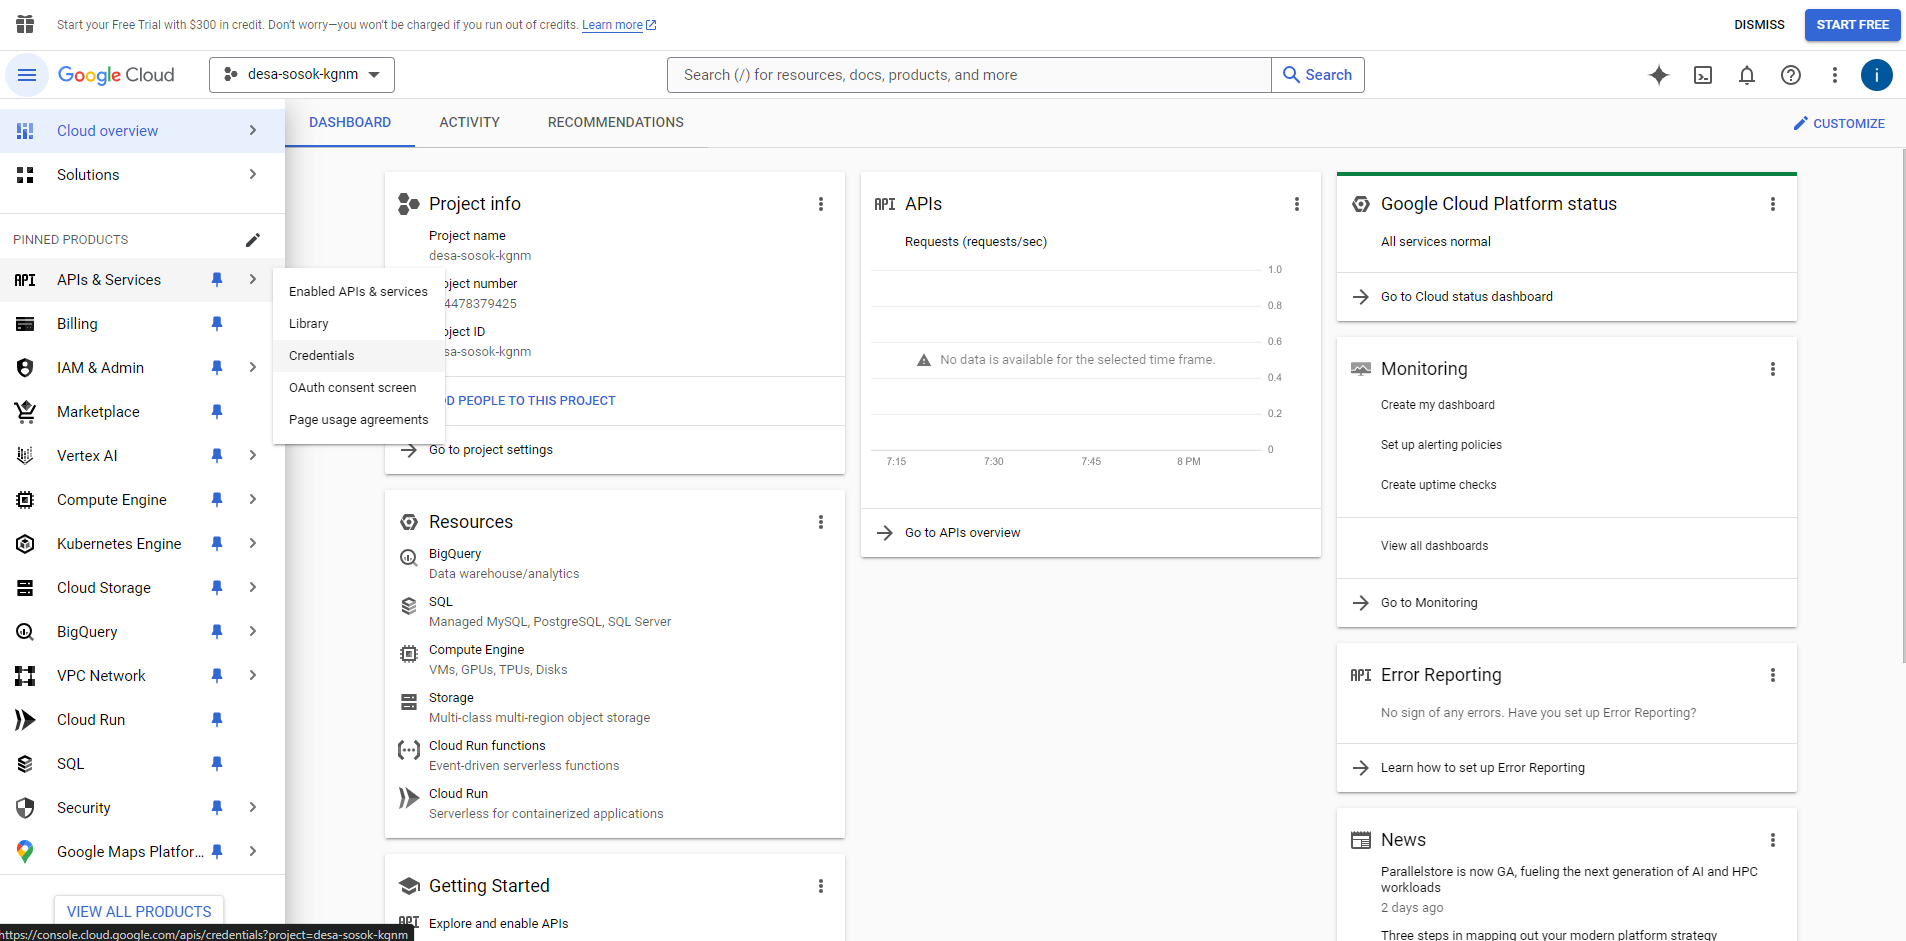 Start your Free Trial with $300 in credit. Don't worry—you won't be charged if you run out of credits. Learn more
DISMISS
START FREE
Google Cloud
desa-sosok-kgnm
Search (/) for resources, docs, products, and more
Search
i
Cloud overview
Solutions
PINNED PRODUCTS
API APIs & Services
Billing
IAM & Admin
Marketplace
Vertex AI
Compute Engine
Kubernetes Engine
Cloud Storage
BigQuery
VPC Network
Cloud Run
SQL
Security
Google Maps Platfor...
VIEW ALL PRODUCTS
https://console.cloud.google.com/apis/credentials?project=desa-sosok-kgnm
Enabled APIs & services
Library
Credentials
OAuth consent screen
Page usage agreements
DASHBOARD
ACTIVITY
RECOMMENDATIONS
CUSTOMIZE
Project info
Project name
desa-sosok-kgnm
oject number
4478379425
ject ID
sa-sosok-kgnm
D PEOPLE TO THIS PROJECT
Go to project settings
Resources
BigQuery
Data warehouse/analytics
SQL
Managed MySQL, PostgreSQL, SQL Server
Compute Engine
VMs, GPUs, TPUs, Disks
Storage
Multi-class multi-region object storage
Cloud Run functions
Event-driven serverless functions
Cloud Run
Serverless for containerized applications
Getting Started
API Explore and enable APIs
API APIs
Requests (requests/sec)
1.0
0.8
0.6
No data is available for the selected time frame.
0.4
0.2
0
7:15
7:30
7:45
8 PM
Go to APIs overview
Google Cloud Platform status
All services normal
Go to Cloud status dashboard
Monitoring
Create my dashboard
Set up alerting policies
Create uptime checks
View all dashboards
Go to Monitoring
API Error Reporting
No sign of any errors. Have you set up Error Reporting?
Learn how to set up Error Reporting
News
Parallelstore is now GA, fueling the next generation of AI and HPC
workloads
2 days ago
Three steps in mapping out your modern platform strategy